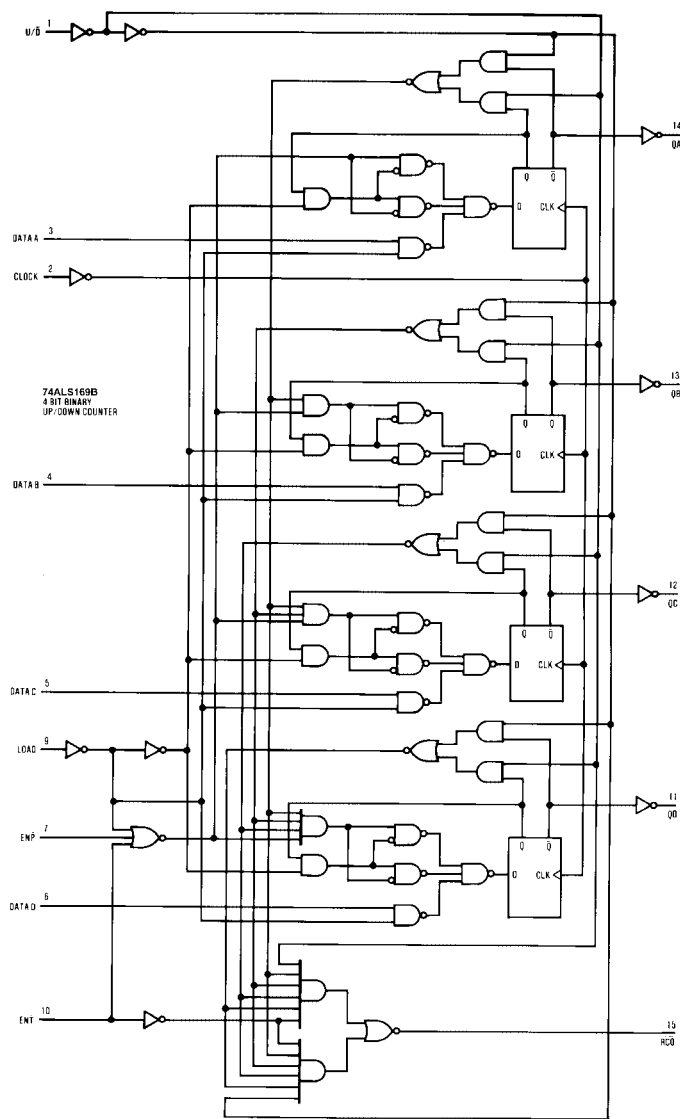 U/D̅ 1
14
QA
Q Q̅
D CLK
DATA A 3
CLOCK 2
13
QB
74ALS169B
4 BIT BINARY
UP/DOWN COUNTER
Q Q̅
D CLK
DATA B 4
12
QC
Q Q̅
D CLK
DATA C 5
LOAD 9
11
QD
ENP̅ 7
Q Q̅
D CLK
DATA D 6
ENT 10
15
RCO